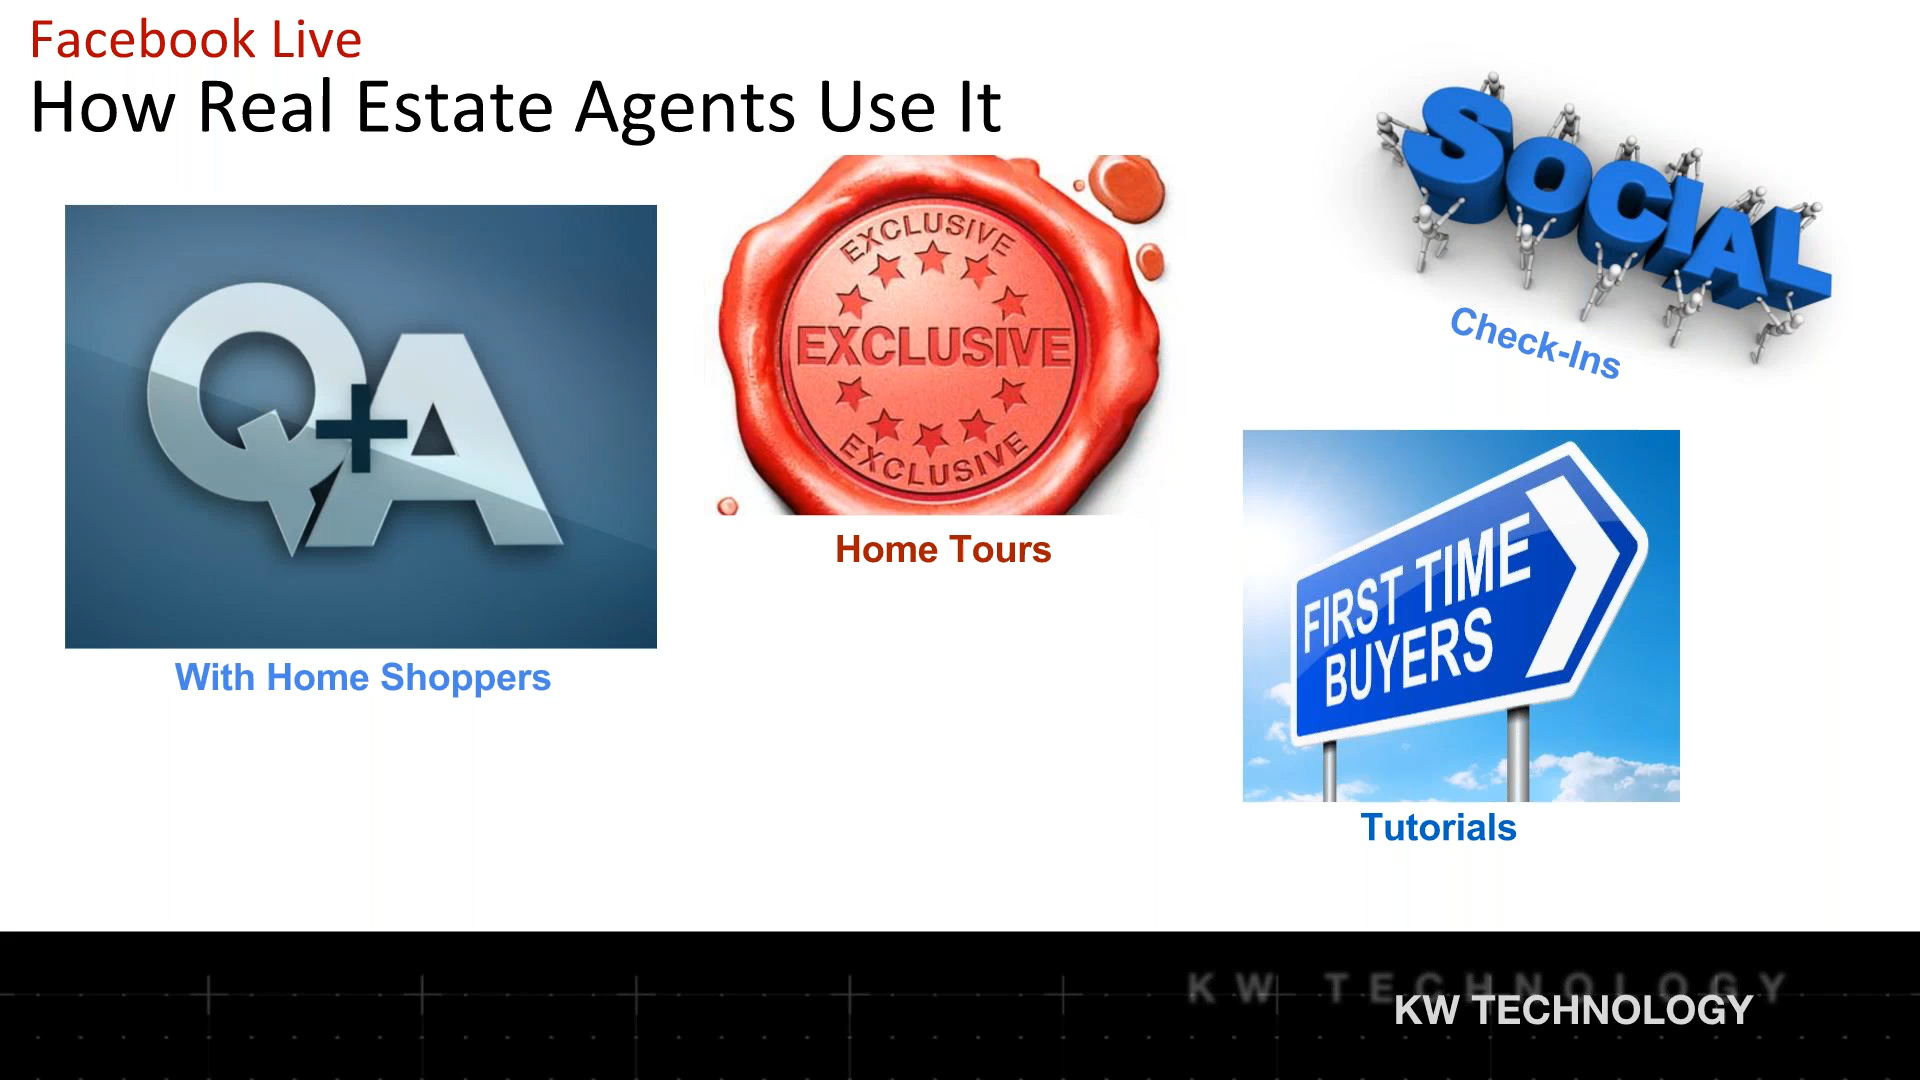 Facebook Live
How Real Estate Agents Use It
Q+A
With Home Shoppers
EXCLUSIVE
EXCLUSIVE
EXCLUSIVE
Home Tours
SOCIAL
Check-Ins
FIRST TIME
BUYERS
Tutorials
KW TECHNOLOGY
KW TECHNOLOGY